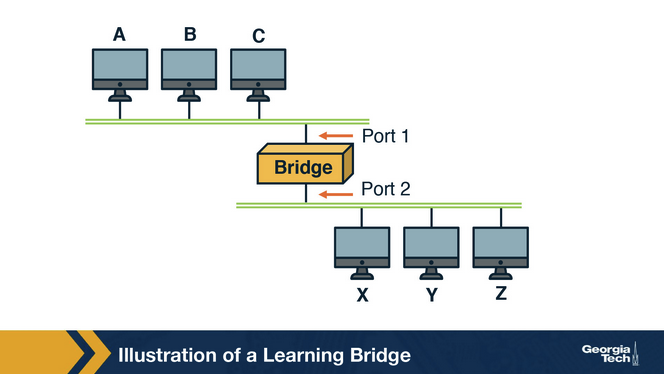 A B C
Port 1
Bridge
Port 2
X Y Z
Illustration of a Learning Bridge
Georgia
Tech